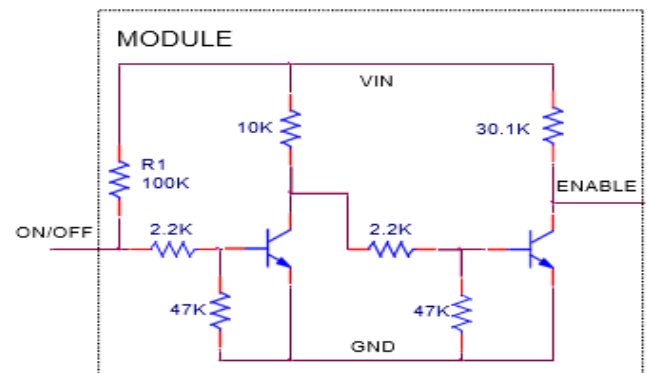 MODULE
VIN
10K
30.1K
R1
100K
ENABLE
ON/OFF
2.2K
2.2K
47K
47K
GND